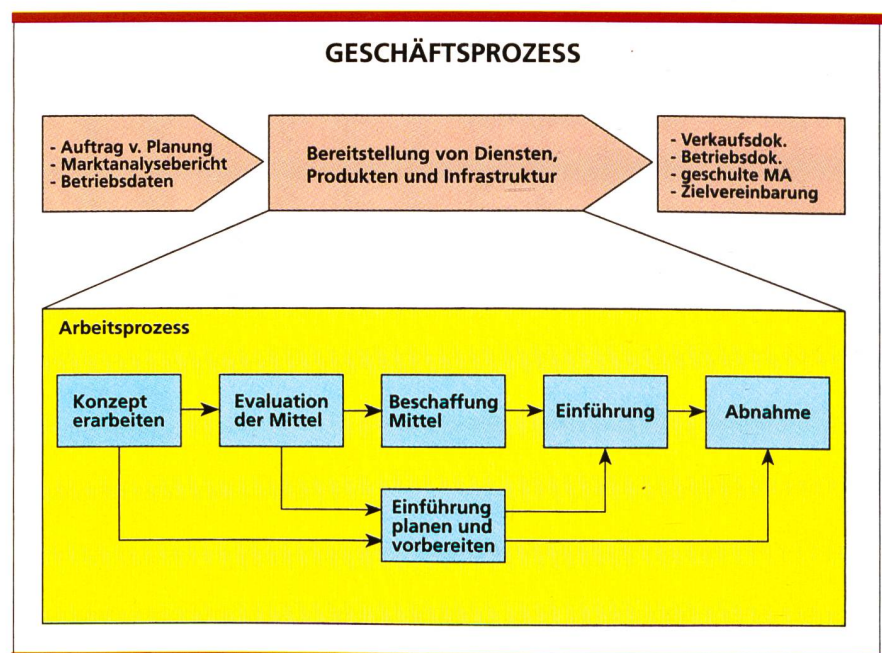 GESCHÄFTSPROZESS
- Auftrag v. Planung
- Marktanalysebericht
- Betriebsdaten
Bereitstellung von Diensten,
Produkten und Infrastruktur
- Verkaufsdok.
- Betriebsdok.
- geschulte MA
- Zielvereinbarung
Arbeitsprozess
Konzept
erarbeiten
Evaluation
der Mittel
Beschaffung
Mittel
Einführung
Abnahme
Einführung
planen und
vorbereiten